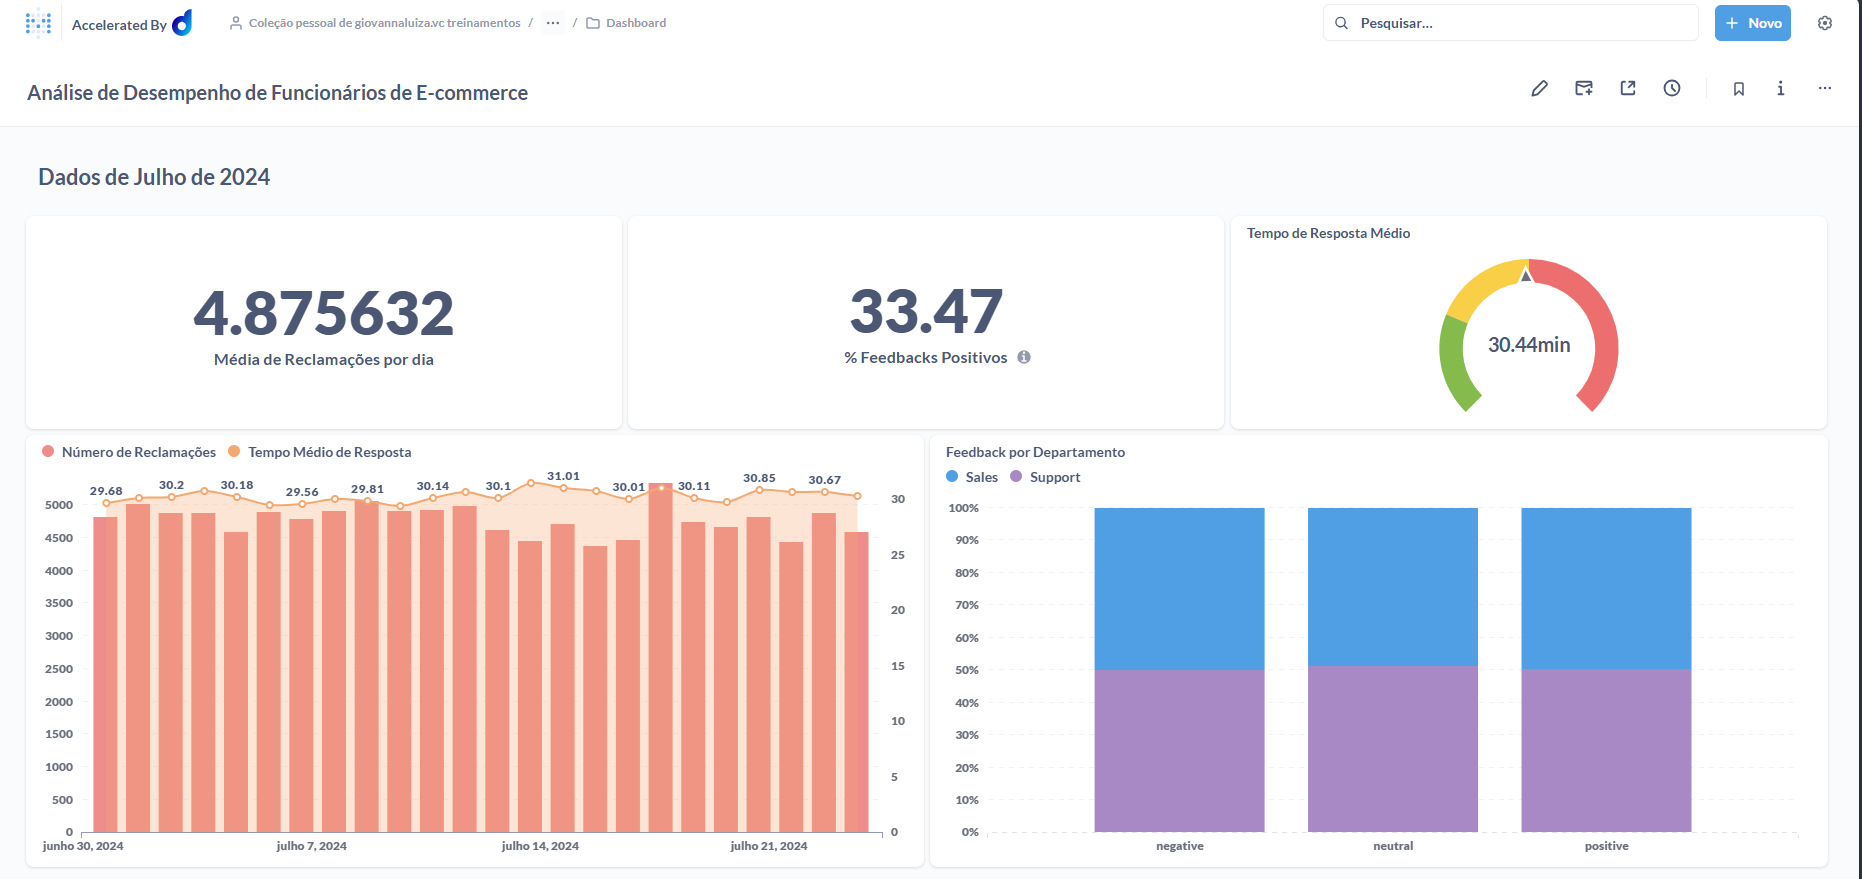 Accelerated By
Coleção pessoal de giovannaluiza.vc treinamentos / ... / Dashboard
Pesquisar...
+ Novo
Análise de Desempenho de Funcionários de E-commerce
Dados de Julho de 2024
4.875632
Média de Reclamações por dia
33.47
% Feedbacks Positivos
Tempo de Resposta Médio
30.44min
Número de Reclamações
Tempo Médio de Resposta
29.68
30.2
30.18
29.56
29.81
30.14
30.1
31.01
30.01
30.11
30.85
30.67
5000
4500
4000
3500
3000
2500
2000
1500
1000
500
0
30
25
20
15
10
5
0
junho 30, 2024
julho 7, 2024
julho 14, 2024
julho 21, 2024
Feedback por Departamento
Sales
Support
100%
90%
80%
70%
60%
50%
40%
30%
20%
10%
0%
negative
neutral
positive